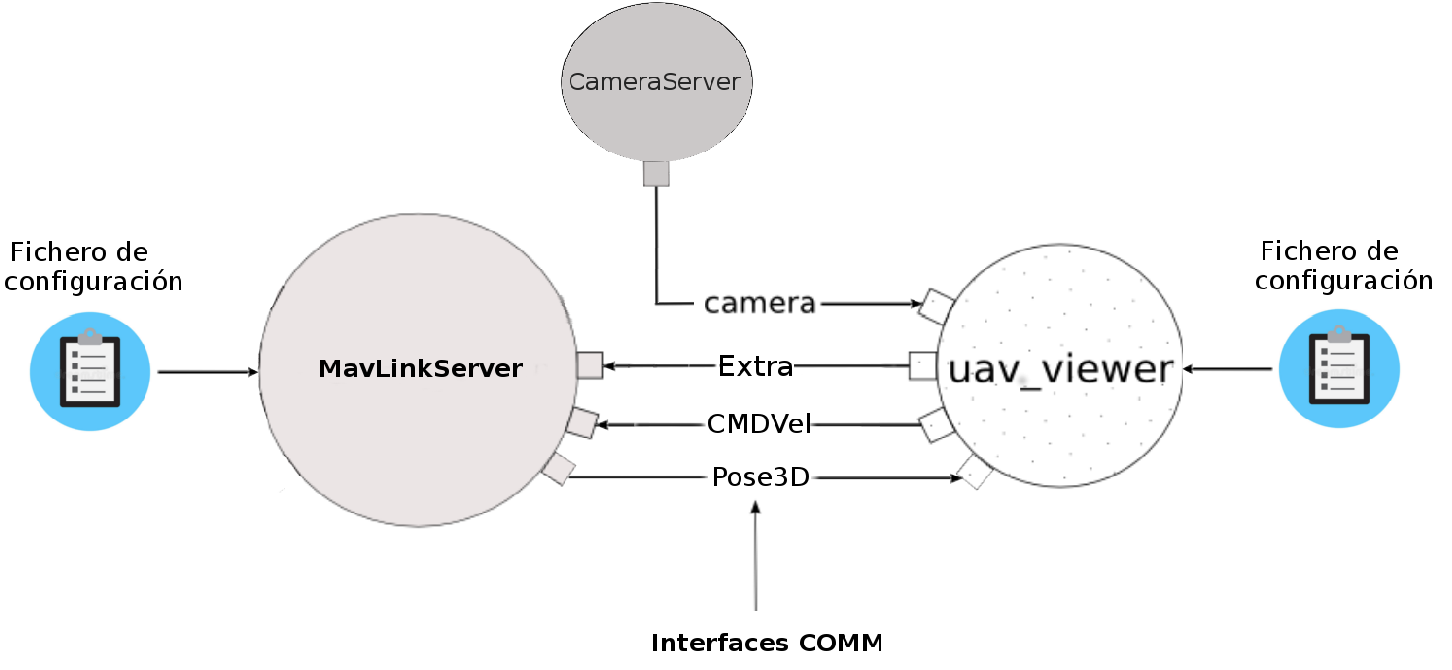 CameraServer
Fichero de
configuración
Fichero de
configuración
camera
MavLinkServer
Extra
uav_viewer
CMDVel
Pose3D
Interfaces COMM